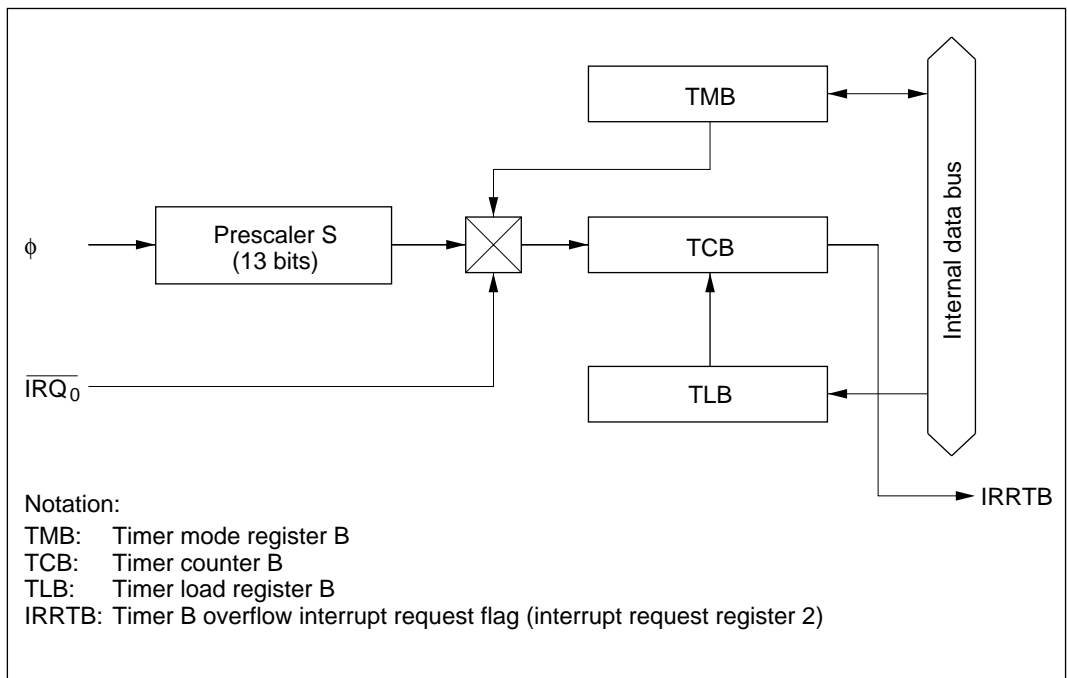 TMB
Internal data bus
φ
Prescaler S
(13 bits)
TCB
IRQ0
TLB
IRRTB
Notation:
TMB: Timer mode register B
TCB: Timer counter B
TLB: Timer load register B
IRRTB: Timer B overflow interrupt request flag (interrupt request register 2)